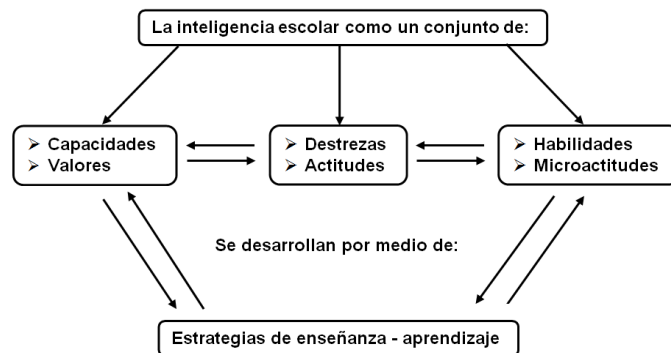 La inteligencia escolar como un conjunto de:
Capacidades
Valores
Destrezas
Actitudes
Habilidades
Microactitudes
Se desarrollan por medio de:
Estrategias de enseñanza - aprendizaje